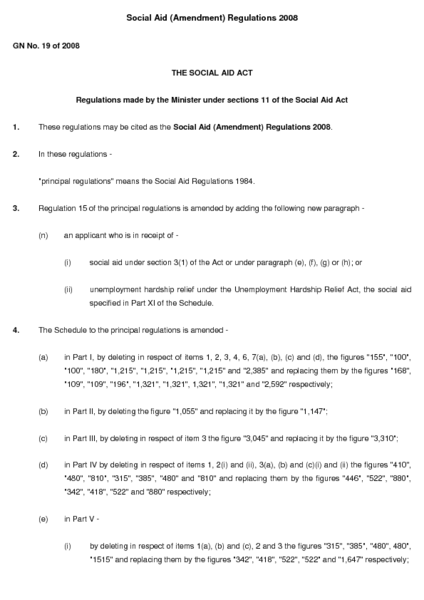 Social Aid (Amendment) Regulations 2008
GN No. 19 of 2008
THE SOCIAL AID ACT
Regulations made by the Minister under sections 11 of the Social Aid Act
1. These regulations may be cited as the Social Aid (Amendment) Regulations 2008.
2. In these regulations -
"principal regulations" means the Social Aid Regulations 1984.
3. Regulation 15 of the principal regulations is amended by adding the following new paragraph -
(n) an applicant who is in receipt of -
(i) social aid under section 3(1) of the Act or under paragraph (e), (f), (g) or (h); or
(ii) unemployment hardship relief under the Unemployment Hardship Relief Act, the social aid
specified in Part XI of the Schedule.
4. The Schedule to the principal regulations is amended -
(a) in Part I, by deleting in respect of items 1, 2, 3, 4, 6, 7(a), (b), (c) and (d), the figures "155", "100",
"100", "180", "1,215", "1,215", "1,215", "1,215" and "2,385" and replacing them by the figures "168",
"109", "109", "196", "1,321", "1,321", 1,321", "1,321" and "2,592" respectively;
(b) in Part II, by deleting the figure "1,055" and replacing it by the figure "1,147";
(c) in Part III, by deleting in respect of item 3 the figure "3,045" and replacing it by the figure "3,310";
(d) in Part IV by deleting in respect of items 1, 2(i) and (ii), 3(a), (b) and (c)(i) and (ii) the figures "410",
"480", "810", "315", "385", "480" and "810" and replacing them by the figures "446", "522", "880",
"342", "418", "522" and "880" respectively;
(e) in Part V -
(i) by deleting in respect of items 1(a), (b) and (c), 2 and 3 the figures "315", "385", "480", 480",
"1515" and replacing them by the figures "342", "418", "522", "522" and "1,647" respectively;